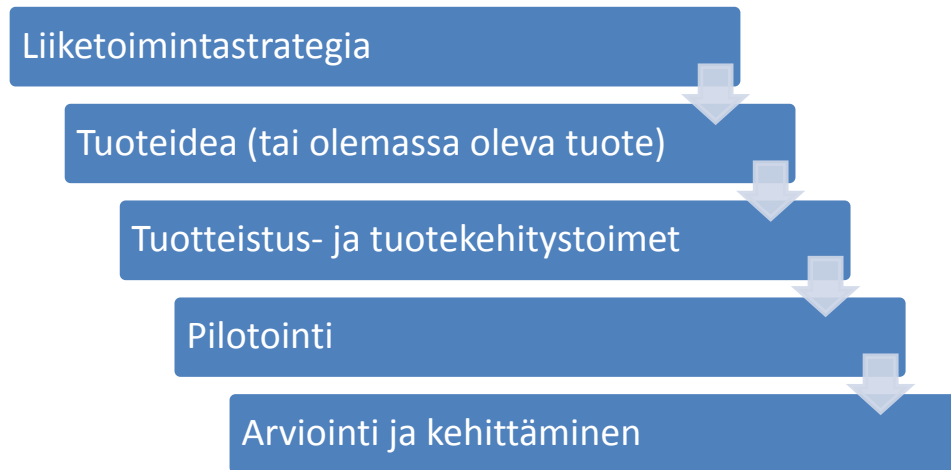 Liiketoimintastrategia
Tuoteidea (tai olemassa oleva tuote)
Tuotteistus- ja tuotekehitystoimet
Pilotointi
Arviointi ja kehittäminen